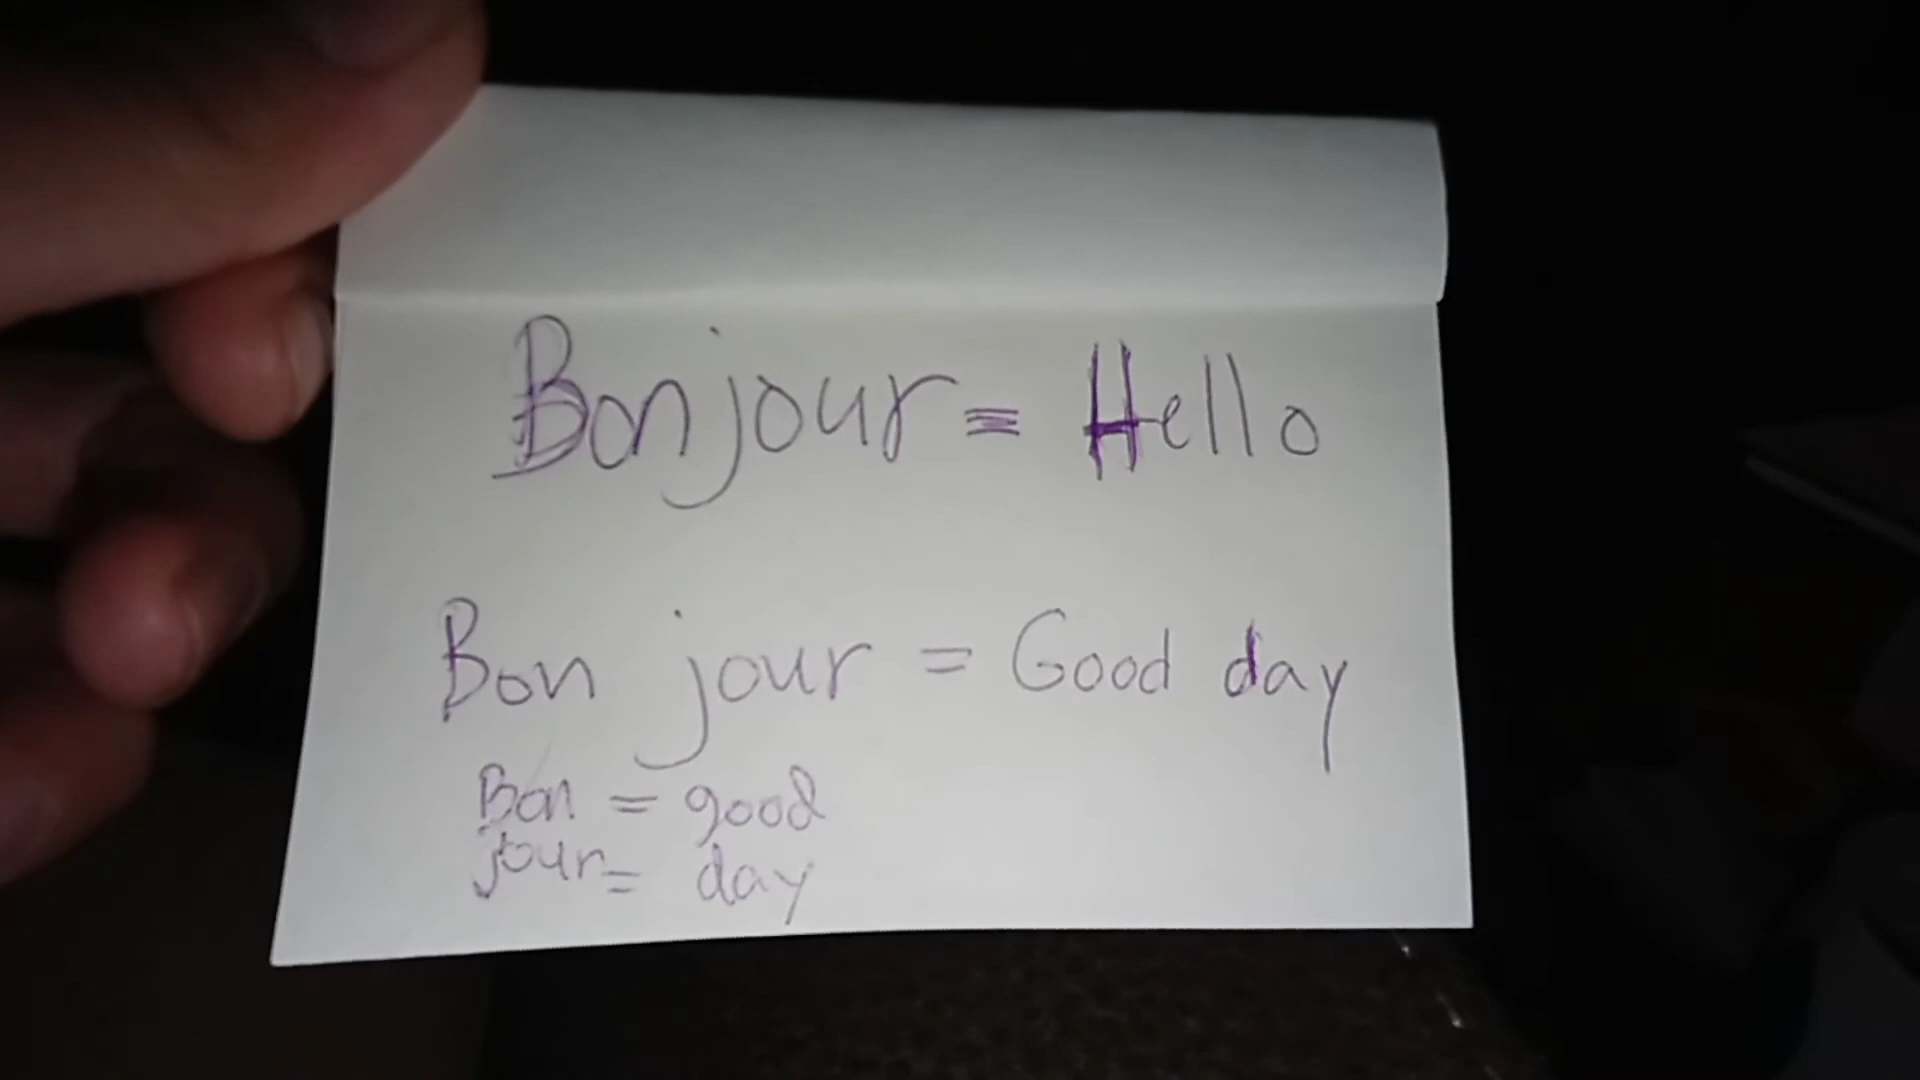 Bonjour = Hello
Bon jour = Good day
Bon = good
jour = day